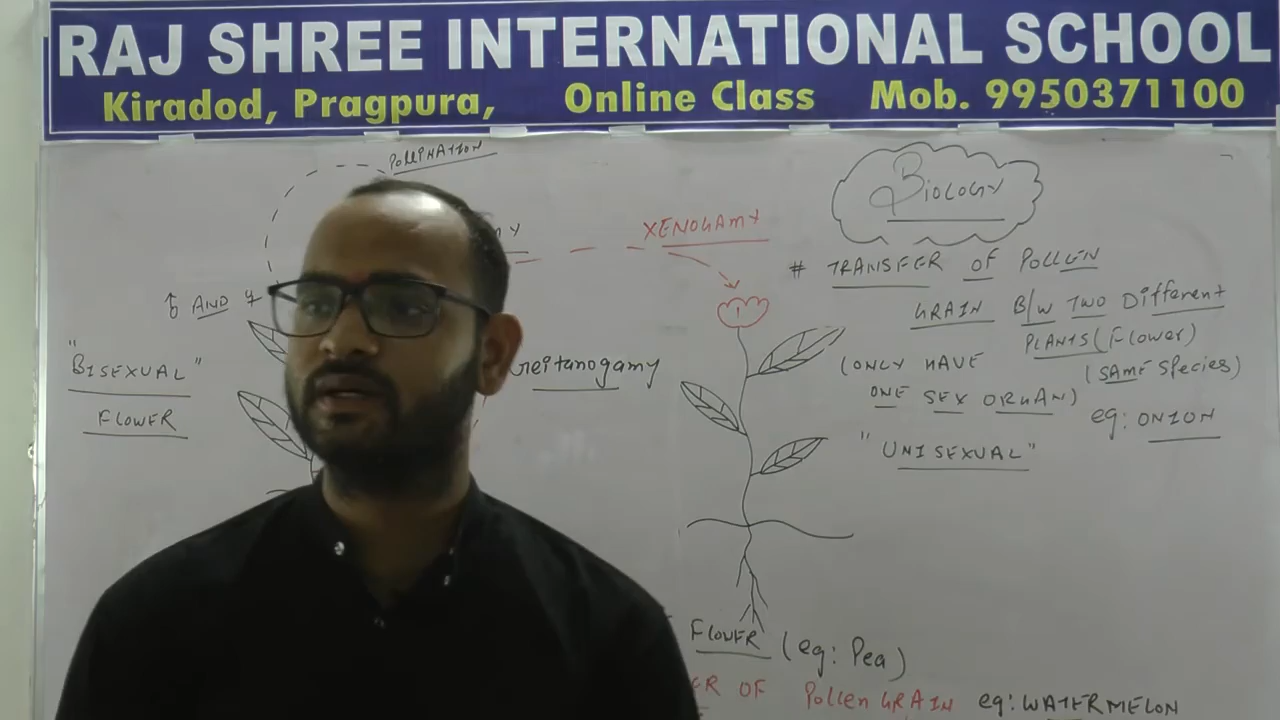 RAJ SHREE INTERNATIONAL SCHOOL
Kiradod, Pragpura, Online Class Mob. 9950371100
POLLINATION
XENOGAMY
BIOLOGY
# TRANSFER OF POLLEN
GRAIN B/W TWO Different
PLANTS (Flower)
(SAME Species)
eg: ONION
(ONLY HAVE
ONE SEX ORGAN)
"UNISEXUAL"
AND
"BISEXUAL"
FLOWER
Geitanogamy
FLOWER (eg: Pea)
OF Pollen GRAIN eg: WATERMELON